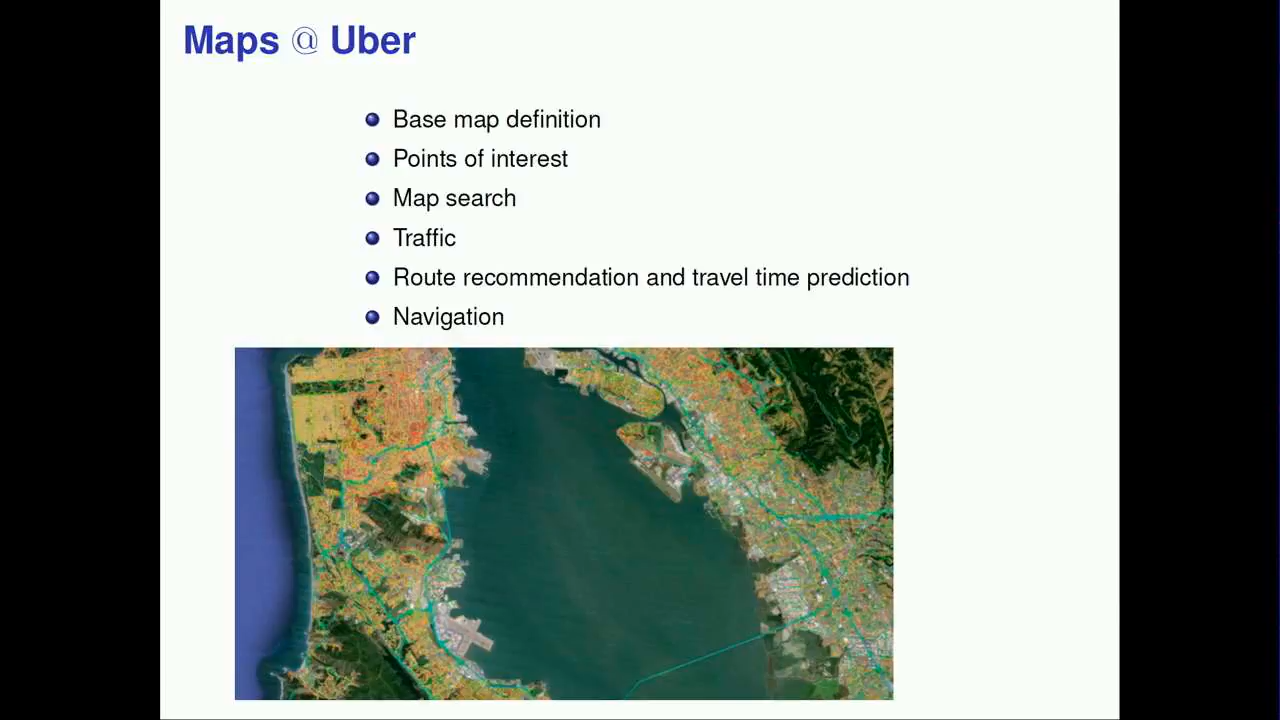 Maps @ Uber
Base map definition
Points of interest
Map search
Traffic
Route recommendation and travel time prediction
Navigation